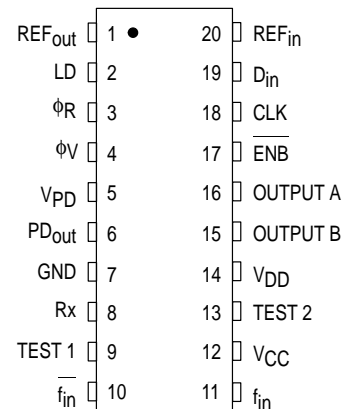 REFout 1 20 REFin
LD 2 19 Din
ϕR 3 18 CLK
ϕV 4 17 E̅N̅B̅
VPD 5 16 OUTPUT A
PDout 6 15 OUTPUT B
GND 7 14 VDD
Rx 8 13 TEST 2
TEST 1 9 12 VCC
f̅i̅n̅ 10 11 fin